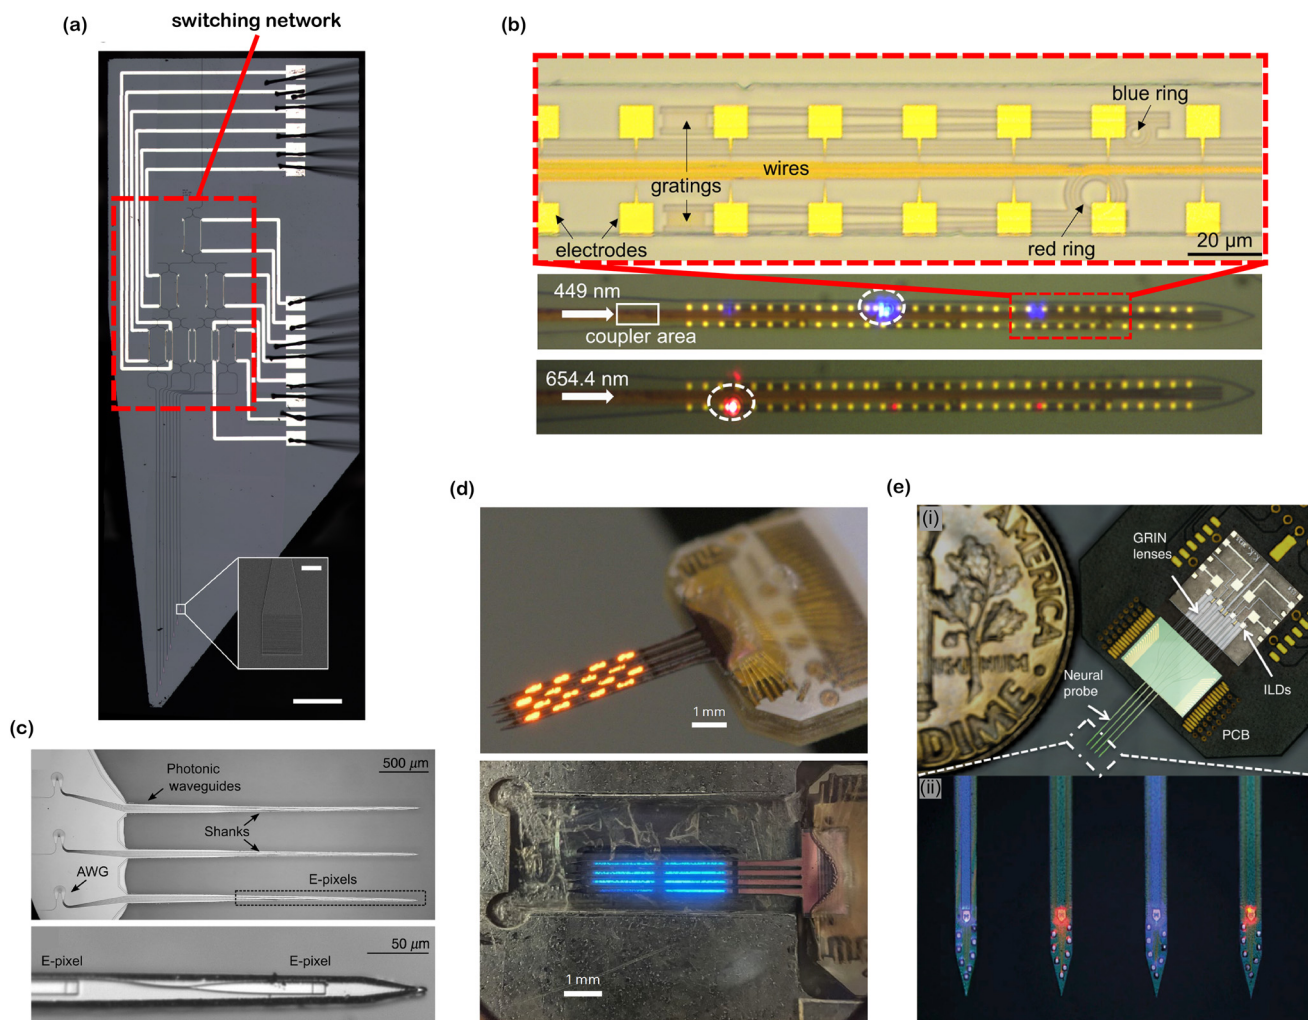 (a)
switching network
(b)
blue ring
wires
gratings
electrodes
red ring
20 µm
449 nm
coupler area
654.4 nm
(c)
500 µm
Photonic
waveguides
Shanks
AWG
E-pixels
50 µm
E-pixel
E-pixel
(d)
1 mm
1 mm
(e)
(i)
AMERICA
GRIN
lenses
Neural
probe
ILDs
PCB
DIME
(ii)